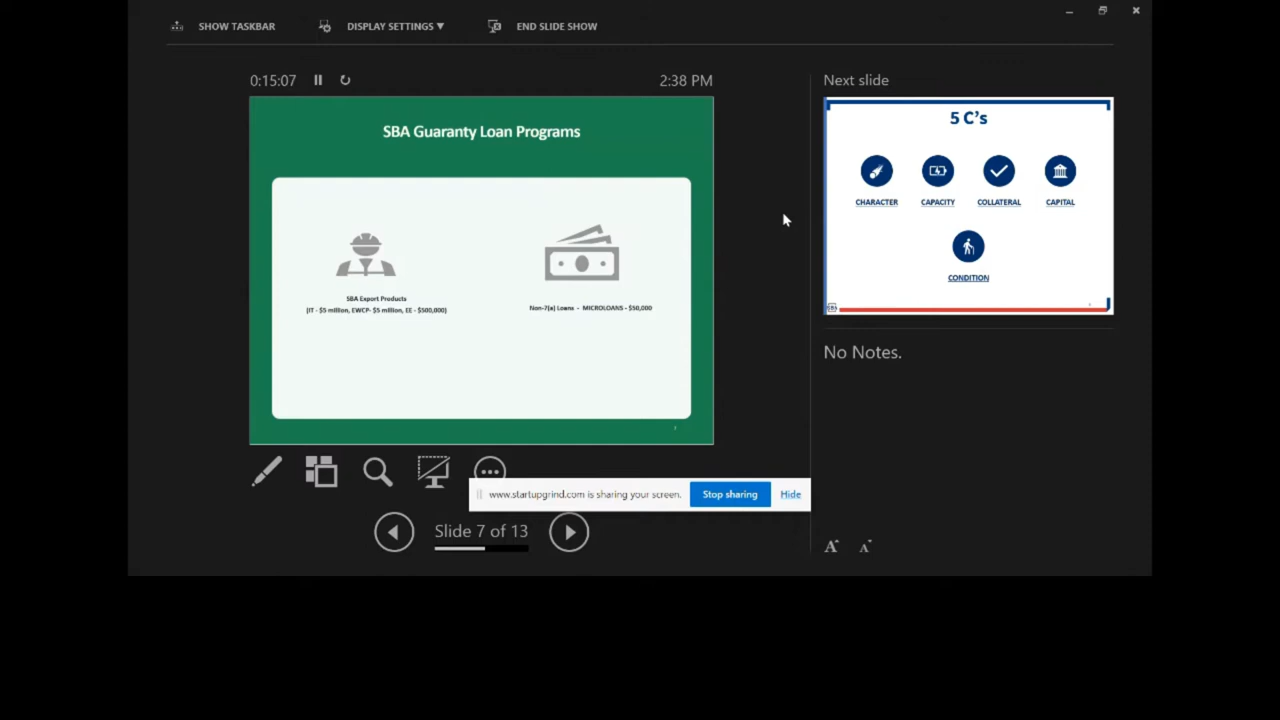 SHOW TASKBAR
DISPLAY SETTINGS ▼
END SLIDE SHOW
0:15:07
2:38 PM
SBA Guaranty Loan Programs
SBA Export Products
(IT - $5 million, EWCP- $5 million, EE - $500,000)
Non-7(a) Loans - MICROLOANS - $50,000
7
www.startupgrind.com is sharing your screen.
Stop sharing
Hide
Slide 7 of 13
Next slide
5 C's
CHARACTER
CAPACITY
COLLATERAL
CAPITAL
CONDITION
SBA
No Notes.
A
A